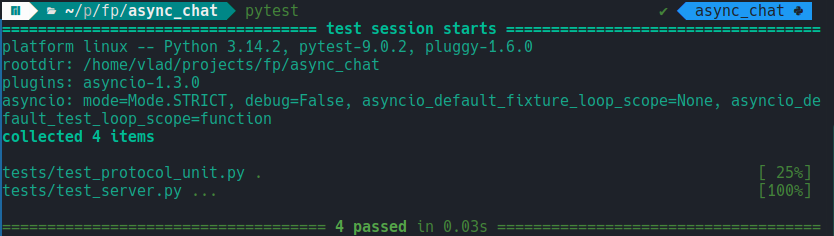 ~/p/fp/async_chat pytest ✔ async_chat
============================== test session starts ===============================
platform linux -- Python 3.14.2, pytest-9.0.2, pluggy-1.6.0
rootdir: /home/vlad/projects/fp/async_chat
plugins: asyncio-1.3.0
asyncio: mode=Mode.STRICT, debug=False, asyncio_default_fixture_loop_scope=None, asyncio_de
fault_test_loop_scope=function
collected 4 items
tests/test_protocol_unit.py . [ 25%]
tests/test_server.py ... [100%]
=================================== 4 passed in 0.03s ====================================